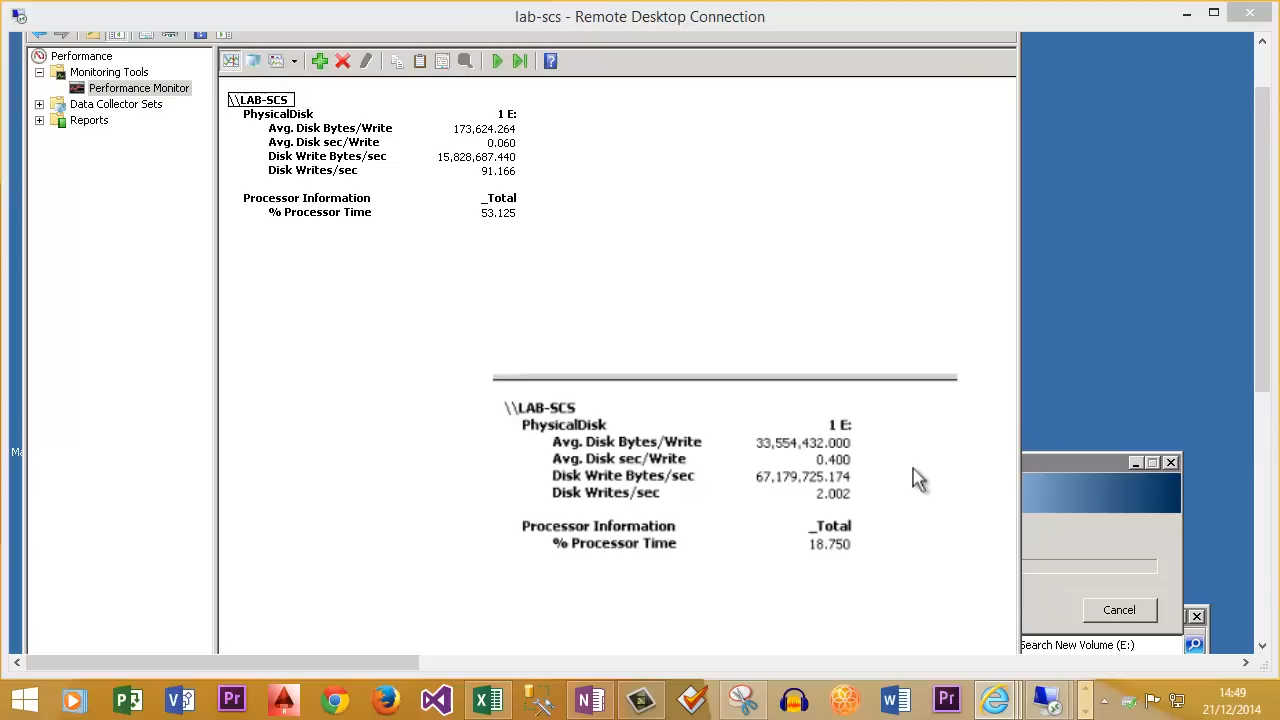 lab-scs - Remote Desktop Connection
Performance
Monitoring Tools
Performance Monitor
Data Collector Sets
Reports
\\LAB-SCS
PhysicalDisk 1 E:
Avg. Disk Bytes/Write 173,624.264
Avg. Disk sec/Write 0.060
Disk Write Bytes/sec 15,828,687.440
Disk Writes/sec 91.166
Processor Information _Total
% Processor Time 53.125
\\LAB-SCS
PhysicalDisk 1 E:
Avg. Disk Bytes/Write 33,554,432.000
Avg. Disk sec/Write 0.400
Disk Write Bytes/sec 67,179,725.174
Disk Writes/sec 2.002
Processor Information _Total
% Processor Time 18.750
Ma
Cancel
Search New Volume (E:)
14:49
21/12/2014